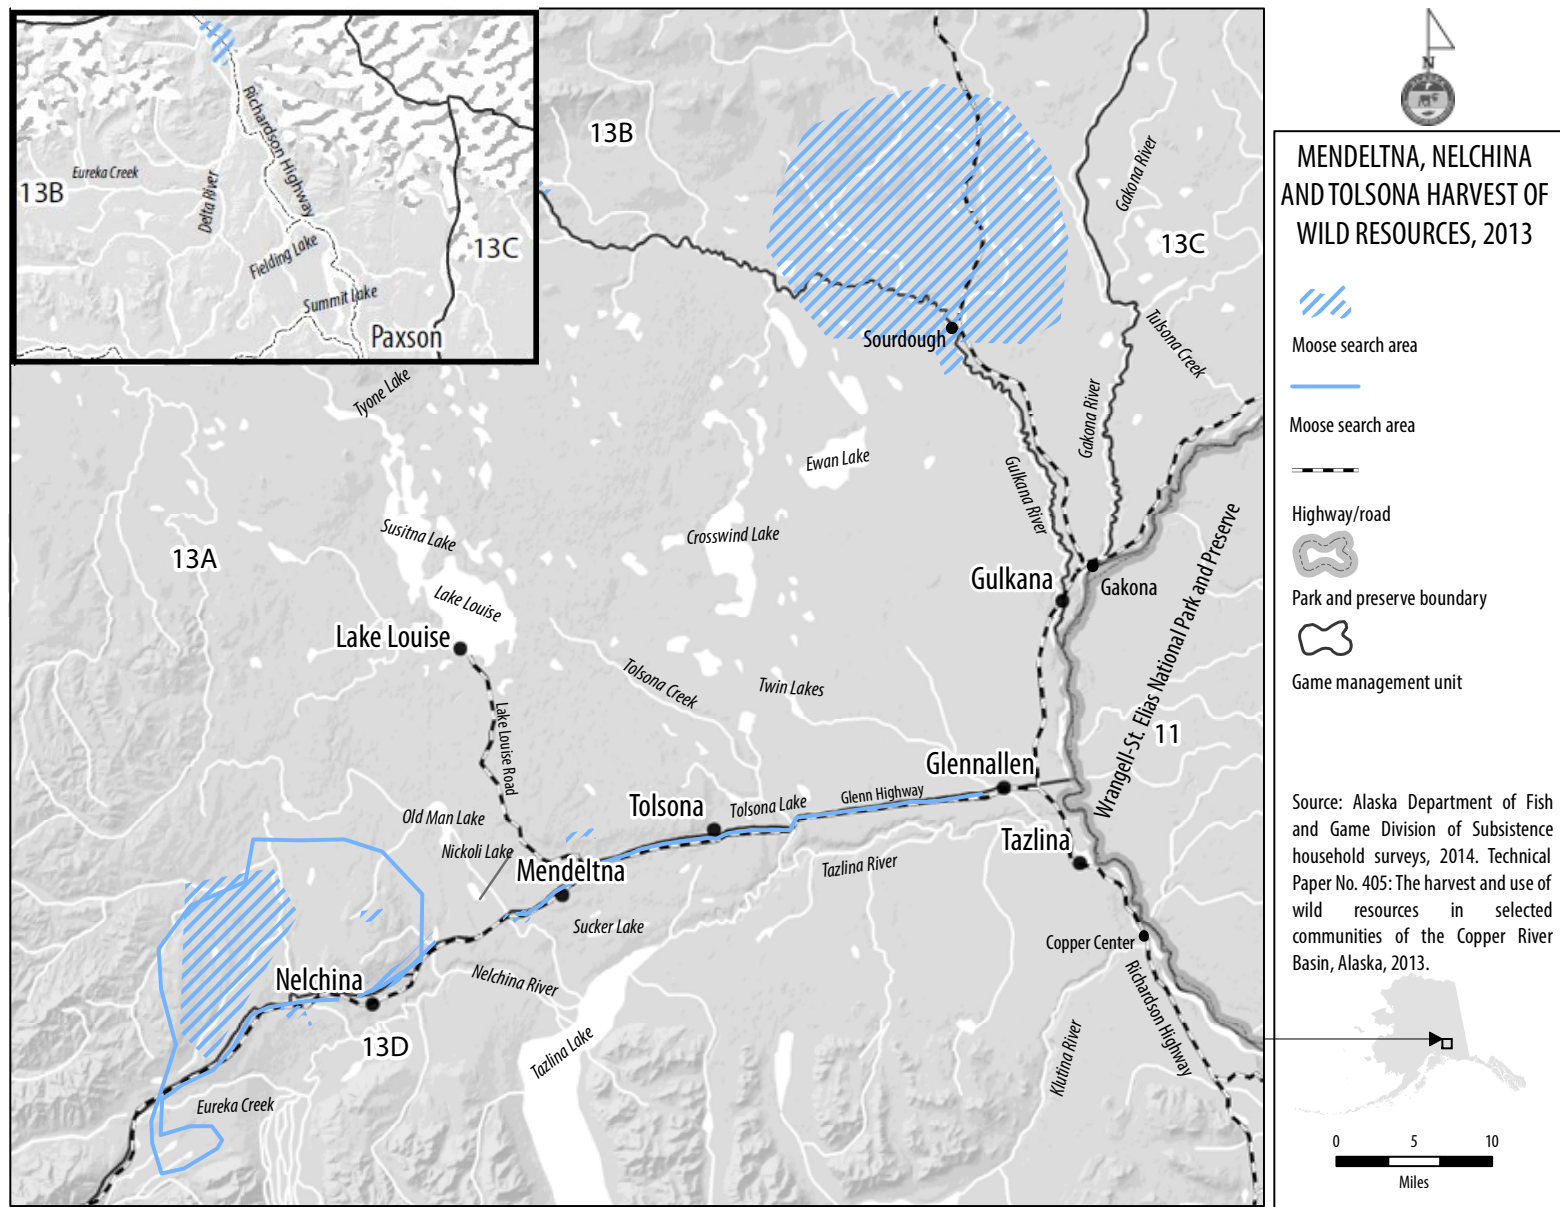 13B
Eureka Creek
Delta River
Richardson Highway
Fielding Lake
Summit Lake
13C
Paxson
13B
Gakona River
13C
Tulsona Creek
Sourdough
Tyone Lake
Gakona River
Ewan Lake
Gulkana River
Susitna Lake
Crosswind Lake
13A
Lake Louise
Gulkana
Gakona
Lake Louise
Wrangell-St. Elias National Park and Preserve
Tolsona Creek
Twin Lakes
11
Lake Louise Road
Glennallen
Glenn Highway
Tolsona
Tolsona Lake
Old Man Lake
Nickoli Lake
Tazlina
Mendeltna
Tazlina River
Sucker Lake
Copper Center
Nelchina
Nelchina River
Richardson Highway
13D
Tazlina Lake
Klutina River
Eureka Creek
N
MENDELTNA, NELCHINA
AND TOLSONA HARVEST OF
WILD RESOURCES, 2013
Moose search area
Moose search area
Highway/road
Park and preserve boundary
Game management unit
Source: Alaska Department of Fish
and Game Division of Subsistence
household surveys, 2014. Technical
Paper No. 405: The harvest and use of
wild resources in selected
communities of the Copper River
Basin, Alaska, 2013.
0 5 10
Miles